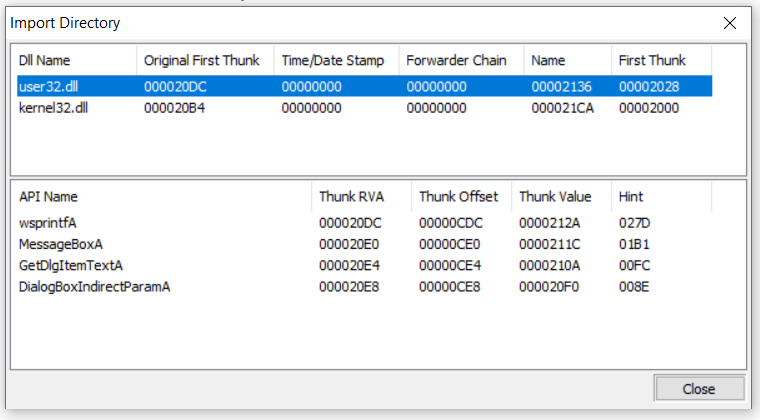 Import Directory
Dll Name Original First Thunk Time/Date Stamp Forwarder Chain Name First Thunk
user32.dll 000020DC 00000000 00000000 00002136 00002028
kernel32.dll 000020B4 00000000 00000000 000021CA 00002000
API Name Thunk RVA Thunk Offset Thunk Value Hint
wsprintfA 000020DC 00000CDC 0000212A 027D
MessageBoxA 000020E0 00000CE0 0000211C 01B1
GetDlgItemTextA 000020E4 00000CE4 0000210A 00FC
DialogBoxIndirectParamA 000020E8 00000CE8 000020F0 008E
Close